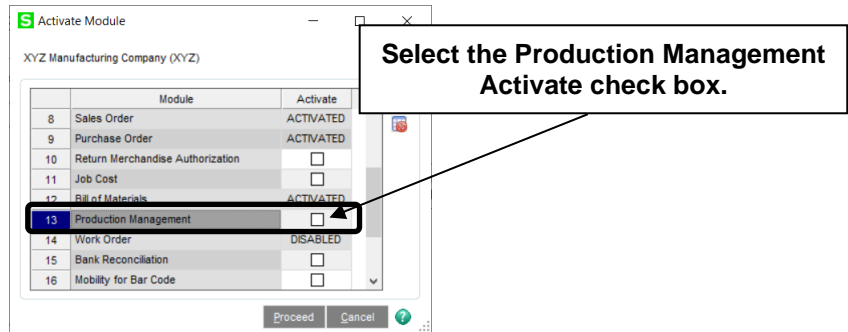 S Activate Module
XYZ Manufacturing Company (XYZ)
Select the Production Management
Activate check box.
Module Activate
8 Sales Order ACTIVATED
9 Purchase Order ACTIVATED
10 Return Merchandise Authorization
11 Job Cost
12 Bill of Materials ACTIVATED
13 Production Management
14 Work Order DISABLED
15 Bank Reconciliation
16 Mobility for Bar Code
Proceed Cancel ?